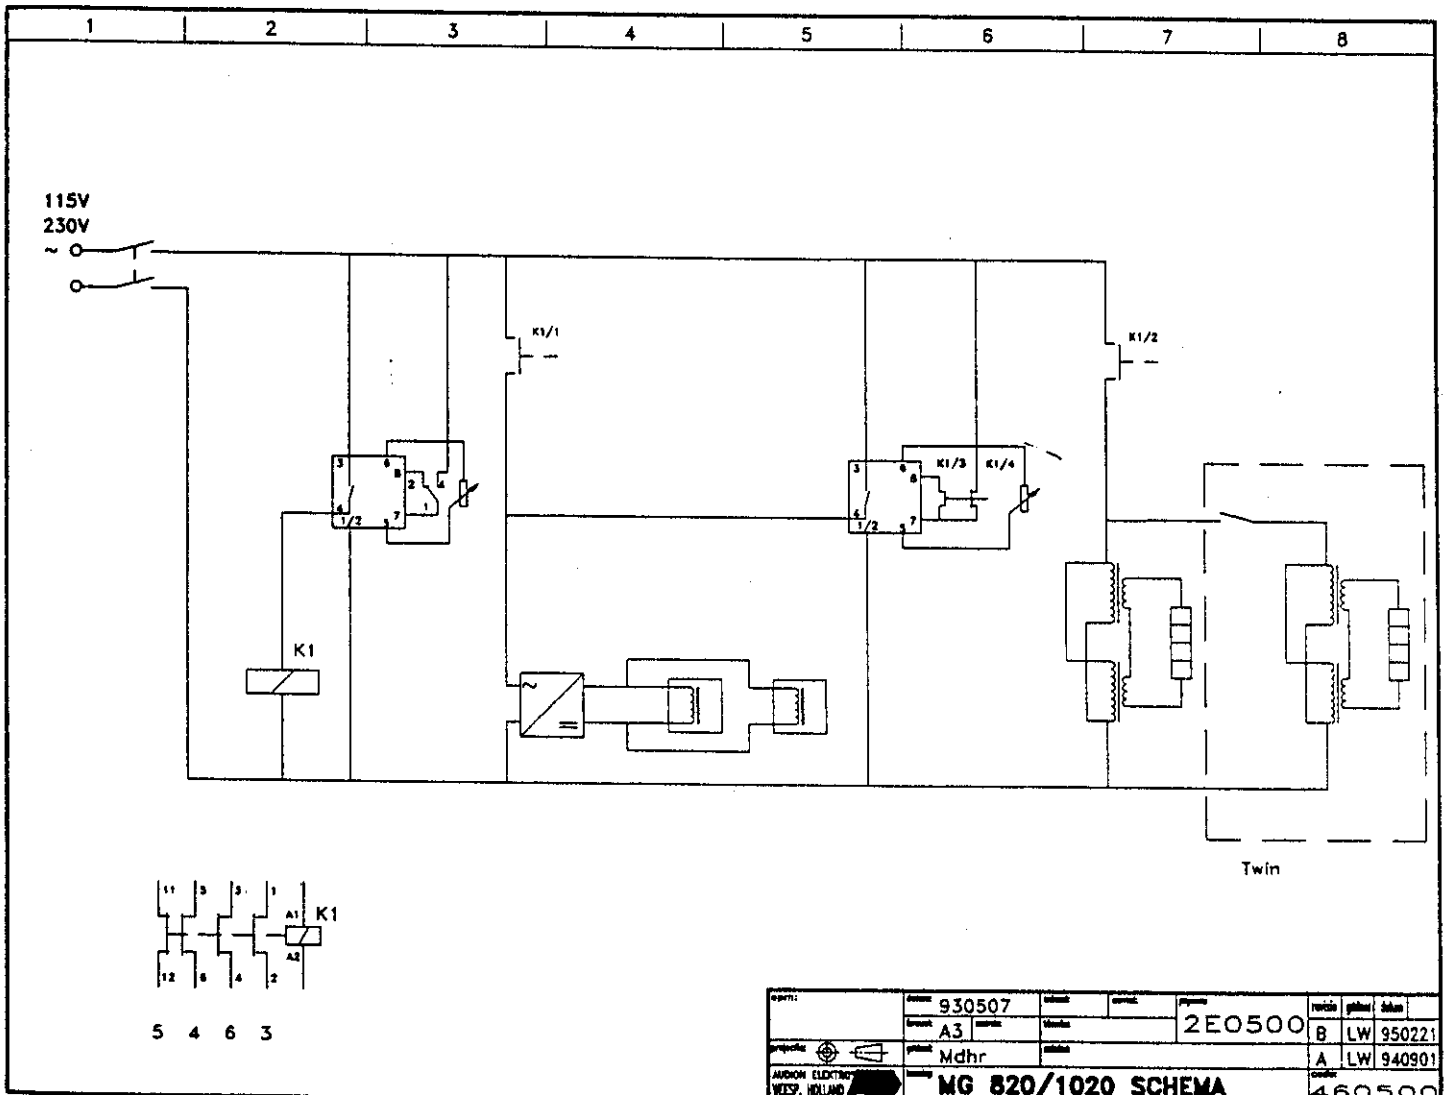 1 2 3 4 5 6 7 8
115V
230V
~
K1/1
K1/2
3 6 8 2 4 1 7 4 1/2 5
3 6 8 K1/3 K1/4 7 4 1/2 5
K1
~
=
Twin
11 5 3 1
A1 K1
A2
12 6 4 2
5 4 6 3
930507
2E0500
A3
B LW 950221
projectie
Mdhr
A LW 940901
AUDION ELEKTRO
WEESP, HOLLAND
MG 820/1020 SCHEMA
460500